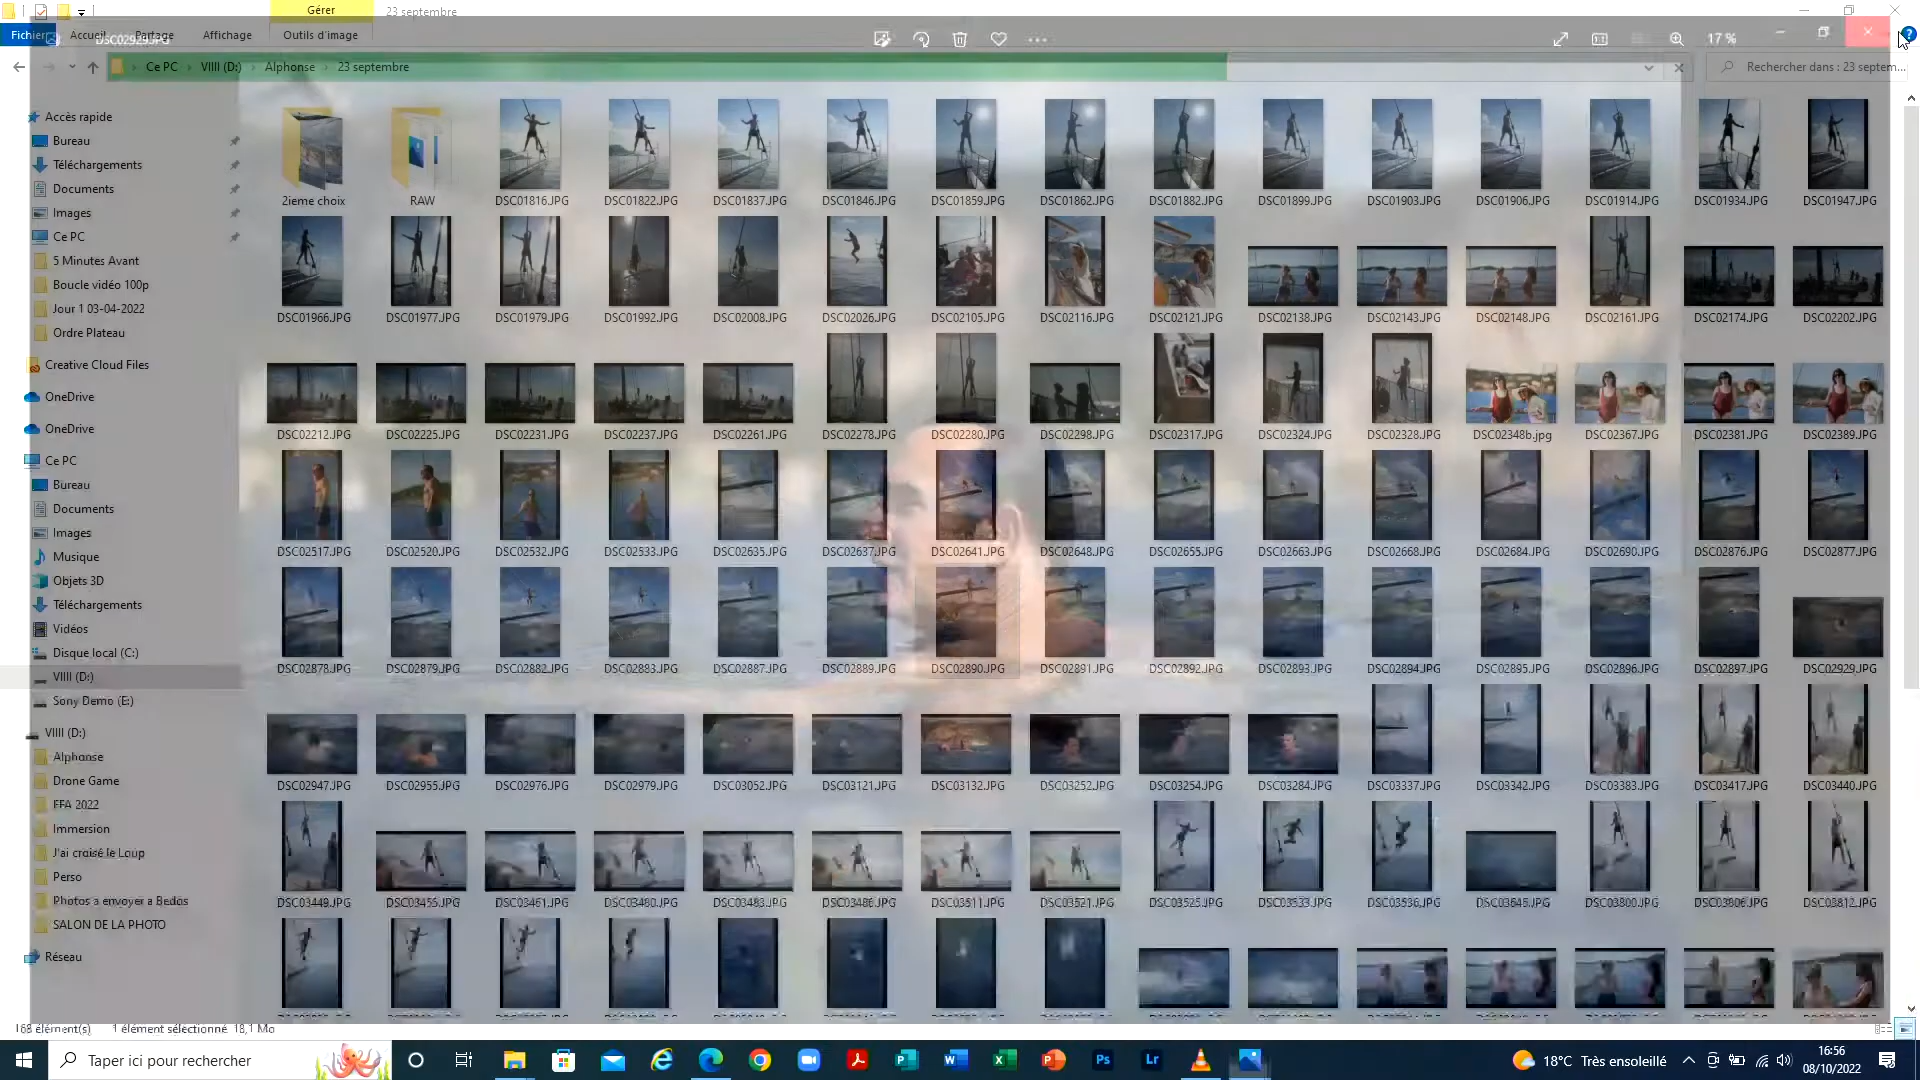 Gérer
23 septembre
Fichier
Accueil
Partage
Affichage
Outils d'image
DSC02929.JPG
17 %
Ce PC
VIIII (D:)
Alphonse
23 septembre
Rechercher dans : 23 septem...
Accès rapide
Bureau
Téléchargements
Documents
Images
Ce PC
5 Minutes Avant
Boucle vidéo 100p
Jour 1 03-04-2022
Ordre Plateau
Creative Cloud Files
OneDrive
OneDrive
Ce PC
Bureau
Documents
Images
Musique
Objets 3D
Téléchargements
Vidéos
Disque local (C:)
VIIII (D:)
Sony Demo (E:)
VIIII (D:)
Alphonse
Drone Game
FFA 2022
Immersion
J'ai croisé le Loup
Perso
Photos a envoyer a Bedos
SALON DE LA PHOTO
Réseau
2ieme choix RAW DSC01816.JPG DSC01822.JPG DSC01837.JPG DSC01846.JPG DSC01859.JPG DSC01862.JPG DSC01882.JPG DSC01899.JPG DSC01903.JPG DSC01906.JPG DSC01914.JPG DSC01934.JPG DSC01947.JPG
DSC01966.JPG DSC01977.JPG DSC01979.JPG DSC01992.JPG DSC02008.JPG DSC02026.JPG DSC02105.JPG DSC02116.JPG DSC02121.JPG DSC02138.JPG DSC02143.JPG DSC02148.JPG DSC02161.JPG DSC02174.JPG DSC02202.JPG
DSC02212.JPG DSC02225.JPG DSC02231.JPG DSC02237.JPG DSC02261.JPG DSC02278.JPG DSC02280.JPG DSC02298.JPG DSC02317.JPG DSC02324.JPG DSC02328.JPG DSC02348b.jpg DSC02367.JPG DSC02381.JPG DSC02389.JPG
DSC02517.JPG DSC02520.JPG DSC02532.JPG DSC02533.JPG DSC02635.JPG DSC02637.JPG DSC02641.JPG DSC02648.JPG DSC02655.JPG DSC02663.JPG DSC02668.JPG DSC02684.JPG DSC02690.JPG DSC02876.JPG DSC02877.JPG
DSC02878.JPG DSC02879.JPG DSC02882.JPG DSC02883.JPG DSC02887.JPG DSC02889.JPG DSC02890.JPG DSC02891.JPG DSC02892.JPG DSC02893.JPG DSC02894.JPG DSC02895.JPG DSC02896.JPG DSC02897.JPG DSC02929.JPG
DSC02947.JPG DSC02955.JPG DSC02976.JPG DSC02979.JPG DSC03052.JPG DSC03121.JPG DSC03132.JPG DSC03252.JPG DSC03254.JPG DSC03284.JPG DSC03337.JPG DSC03342.JPG DSC03383.JPG DSC03417.JPG DSC03440.JPG
DSC03449.JPG DSC03455.JPG DSC03461.JPG DSC03480.JPG DSC03483.JPG DSC03486.JPG DSC03511.JPG DSC03521.JPG DSC03525.JPG DSC03533.JPG DSC03536.JPG DSC03645.JPG DSC03800.JPG DSC03806.JPG DSC03812.JPG
168 élément(s)
1 élément sélectionné 18,1 Mo
Taper ici pour rechercher
Ps
Lr
18°C Très ensoleillé
16:56
08/10/2022